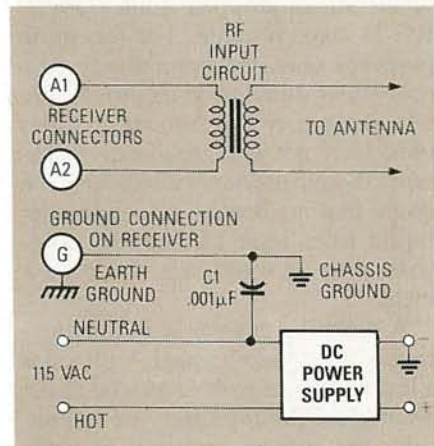 RF
INPUT
CIRCUIT
A1
RECEIVER
CONNECTORS
TO ANTENNA
A2
GROUND CONNECTION
ON RECEIVER
G
EARTH
GROUND
C1
.001µF
CHASSIS
GROUND
NEUTRAL
115 VAC
DC
POWER
SUPPLY
−
+
HOT